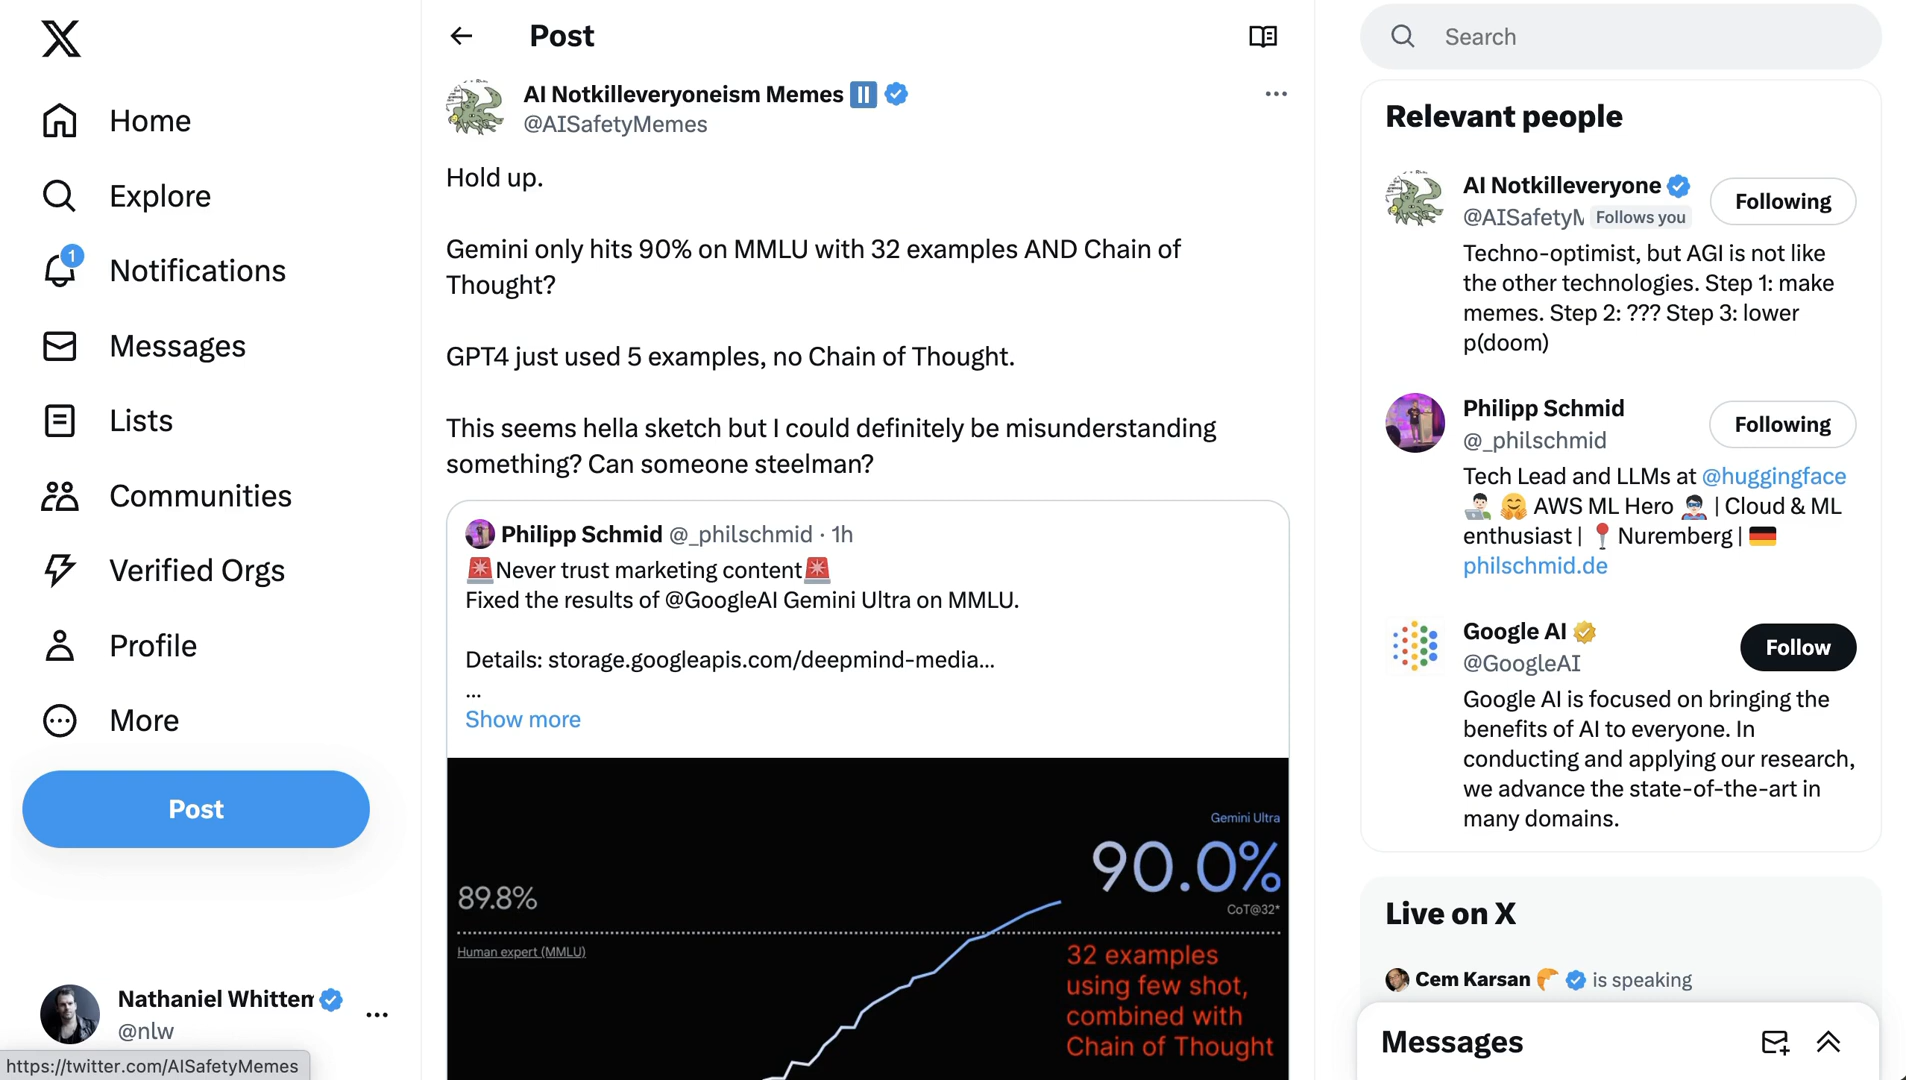 Home
Explore
1
Notifications
Messages
Lists
Communities
Verified Orgs
Profile
More
Post
Nathaniel Whittem
@nlw
https://twitter.com/AISafetyMemes
Post
AI Notkilleveryoneism Memes
@AISafetyMemes
Hold up.
Gemini only hits 90% on MMLU with 32 examples AND Chain of
Thought?
GPT4 just used 5 examples, no Chain of Thought.
This seems hella sketch but I could definitely be misunderstanding
something? Can someone steelman?
Philipp Schmid @_philschmid · 1h
Never trust marketing content
Fixed the results of @GoogleAI Gemini Ultra on MMLU.
Details: storage.googleapis.com/deepmind-media...
...
Show more
Gemini Ultra
90.0%
CoT@32*
89.8%
Human expert (MMLU)
32 examples
using few shot,
combined with
Chain of Thought
Search
Relevant people
AI Notkilleveryone
Following
@AISafetyM Follows you
Techno-optimist, but AGI is not like
the other technologies. Step 1: make
memes. Step 2: ??? Step 3: lower
p(doom)
Philipp Schmid
Following
@_philschmid
Tech Lead and LLMs at @huggingface
AWS ML Hero | Cloud & ML
enthusiast | Nuremberg |
philschmid.de
Google AI
Follow
@GoogleAI
Google AI is focused on bringing the
benefits of AI to everyone. In
conducting and applying our research,
we advance the state-of-the-art in
many domains.
Live on X
Cem Karsan is speaking
Messages